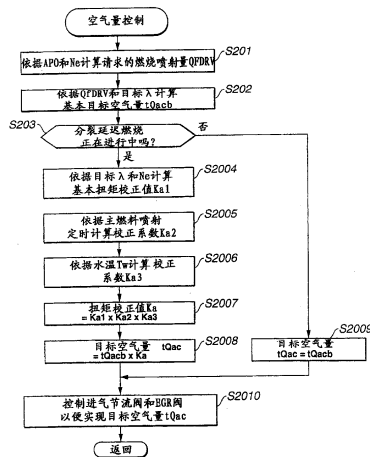 空气量控制
S201
依据APO和Ne计算请求的燃烧喷射量QFDRV
S202
依据QfDRV和目标λ计算
基本目标空气量tQacb
S203
分裂延迟燃烧
正在进行中吗?
否
是
S2004
依据目标λ和Ne计算
基本扭矩校正值Ka1
S2005
依据主燃料喷射
定时计算校正系数Ka2
S2006
依据水温Tw计算校正
系数Ka3
S2007
扭矩校正值Ka
= Ka1 x Ka2 x Ka3
S2008
目标空气量 tQac
= tQacb x Ka
S2009
目标空气量
tQac = tQacb
S2010
控制进气节流阀和EGR阀
以便实现目标空气量tQac
返回